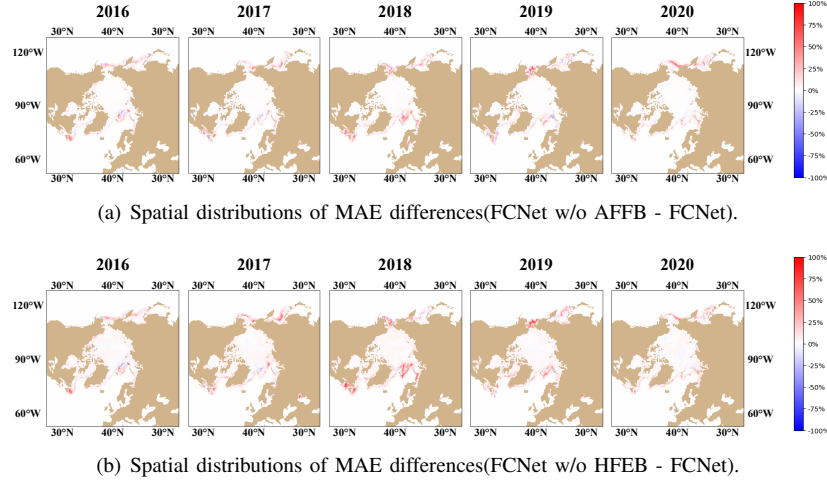 2016 2017 2018 2019 2020
30°N 40°N 30°N 30°N 40°N 30°N 30°N 40°N 30°N 30°N 40°N 30°N 30°N 40°N 30°N
120°W 120°W
90°W 90°W
60°W 60°W
30°N 40°N 30°N 30°N 40°N 30°N 30°N 40°N 30°N 30°N 40°N 30°N 30°N 40°N 30°N
100%
75%
50%
25%
0%
-25%
-50%
-75%
-100%
(a) Spatial distributions of MAE differences(FCNet w/o AFFB - FCNet).
2016 2017 2018 2019 2020
30°N 40°N 30°N 30°N 40°N 30°N 30°N 40°N 30°N 30°N 40°N 30°N 30°N 40°N 30°N
120°W 120°W
90°W 90°W
60°W 60°W
30°N 40°N 30°N 30°N 40°N 30°N 30°N 40°N 30°N 30°N 40°N 30°N 30°N 40°N 30°N
100%
75%
50%
25%
0%
-25%
-50%
-75%
-100%
(b) Spatial distributions of MAE differences(FCNet w/o HFEB - FCNet).